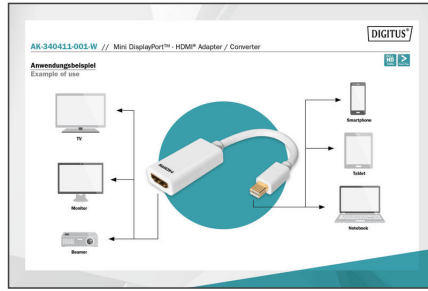 DIGITUS®
AK-340411-001-W // Mini DisplayPort™ - HDMI® Adapter / Converter
Anwendungsbeispiel
Example of use
HD
TV
Monitor
Beamer
Smartphone
Tablet
Notebook